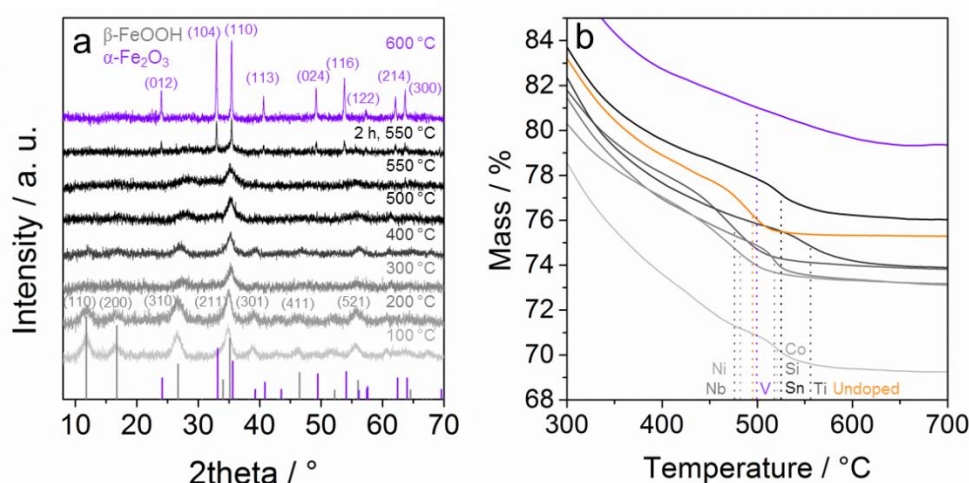 a
β-FeOOH
α-Fe₂O₃
(104)
(110)
600 °C
(012)
(113)
(024)
(116)
(122)
(214)
(300)
2 h, 550 °C
550 °C
500 °C
400 °C
300 °C
(110)
(200)
(310)
(211)
(301)
(411)
(521)
200 °C
100 °C
Intensity / a. u.
10 20 30 40 50 60 70
2theta / °
b
84
82
80
78
76
74
72
70
68
Mass / %
Co
Ni Si
Nb V Sn Ti Undoped
300 400 500 600 700
Temperature / °C